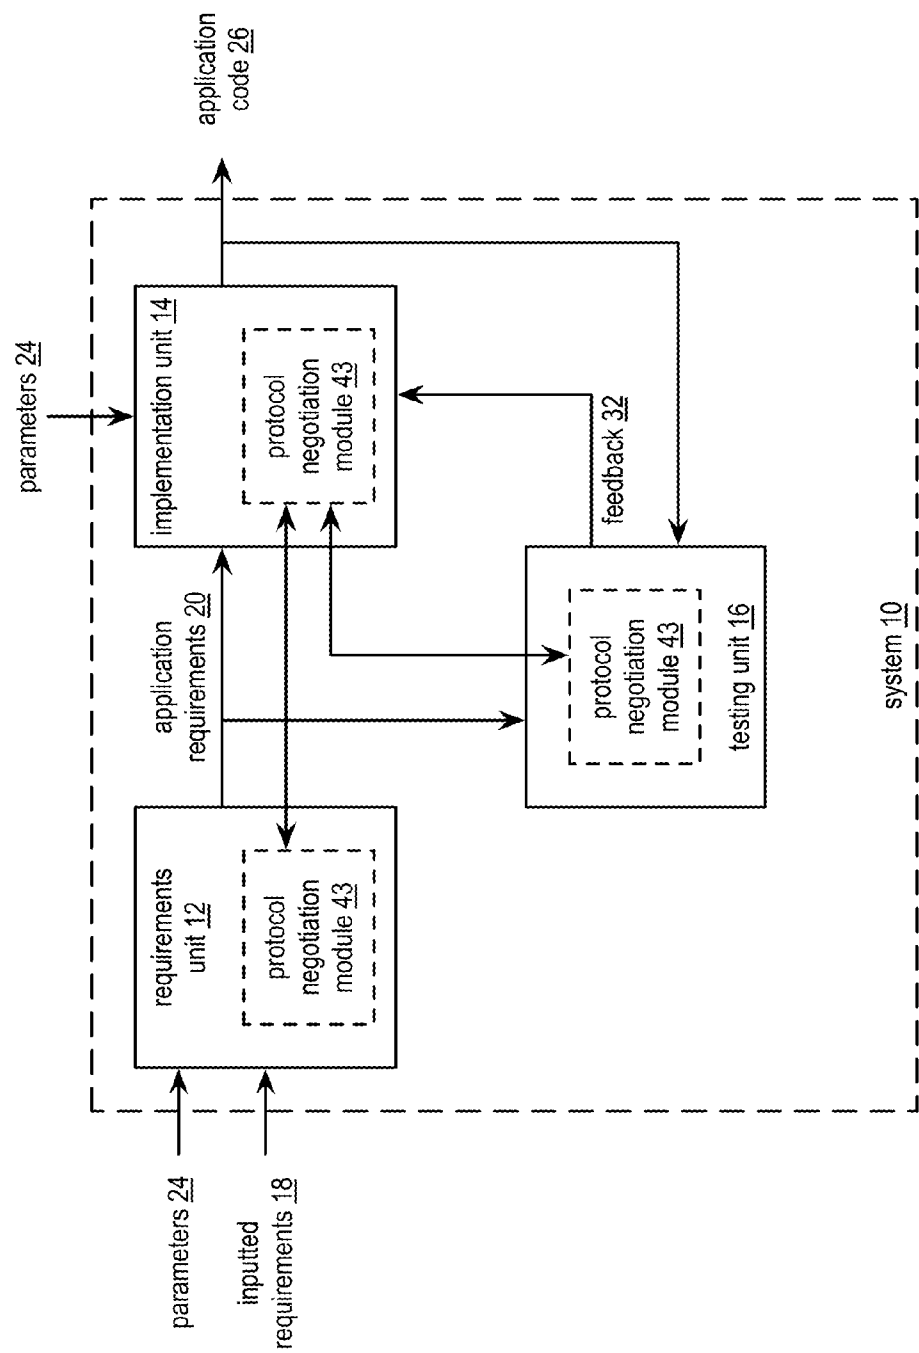 parameters 24
inputted
requirements 18
requirements
unit 12
protocol
negotiation
module 43
application
requirements 20
parameters 24
implementation unit 14
protocol
negotiation
module 43
application
code 26
protocol
negotiation
module 43
testing unit 16
feedback 32
system 10